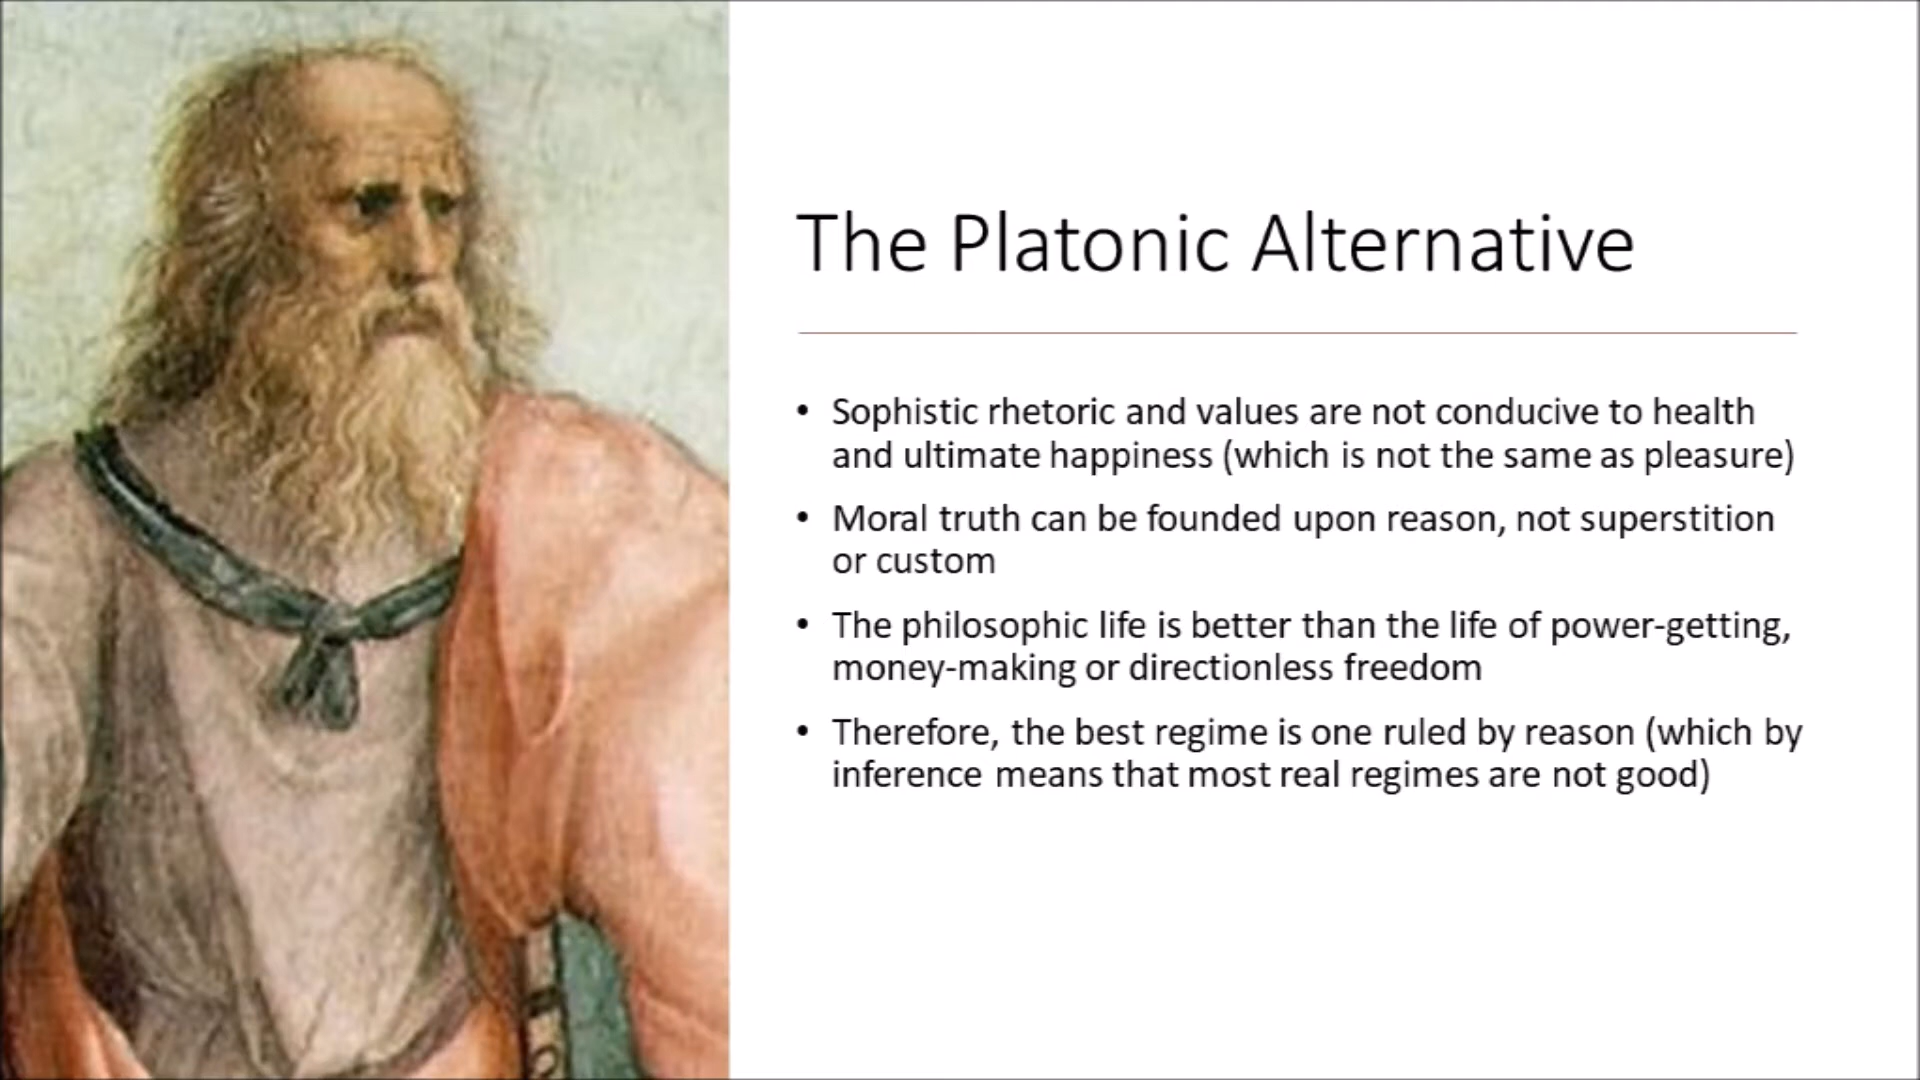 The Platonic Alternative
• Sophistic rhetoric and values are not conducive to health
and ultimate happiness (which is not the same as pleasure)
• Moral truth can be founded upon reason, not superstition
or custom
• The philosophic life is better than the life of power-getting,
money-making or directionless freedom
• Therefore, the best regime is one ruled by reason (which by
inference means that most real regimes are not good)